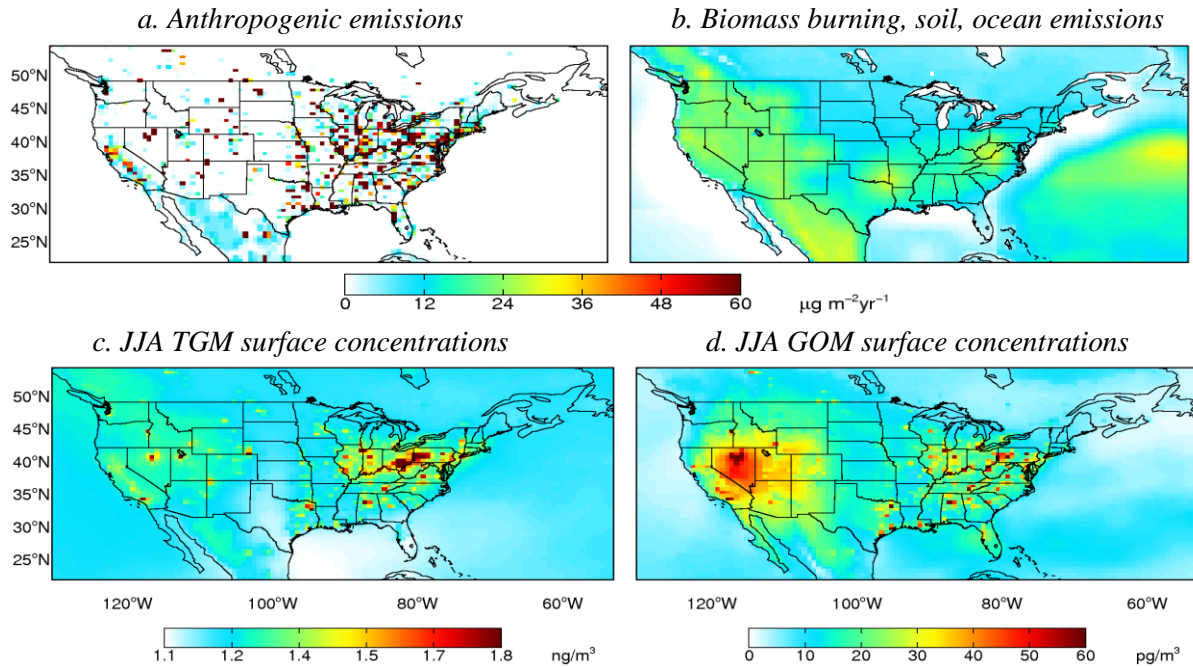 a. Anthropogenic emissions
b. Biomass burning, soil, ocean emissions
50°N
45°N
40°N
35°N
30°N
25°N
0 12 24 36 48 60 μg m⁻²yr⁻¹
c. JJA TGM surface concentrations
d. JJA GOM surface concentrations
50°N
45°N
40°N
35°N
30°N
25°N
120°W 100°W 80°W 60°W
120°W 100°W 80°W 60°W
1.1 1.2 1.4 1.5 1.7 1.8 ng/m³
0 10 20 30 40 50 60 pg/m³